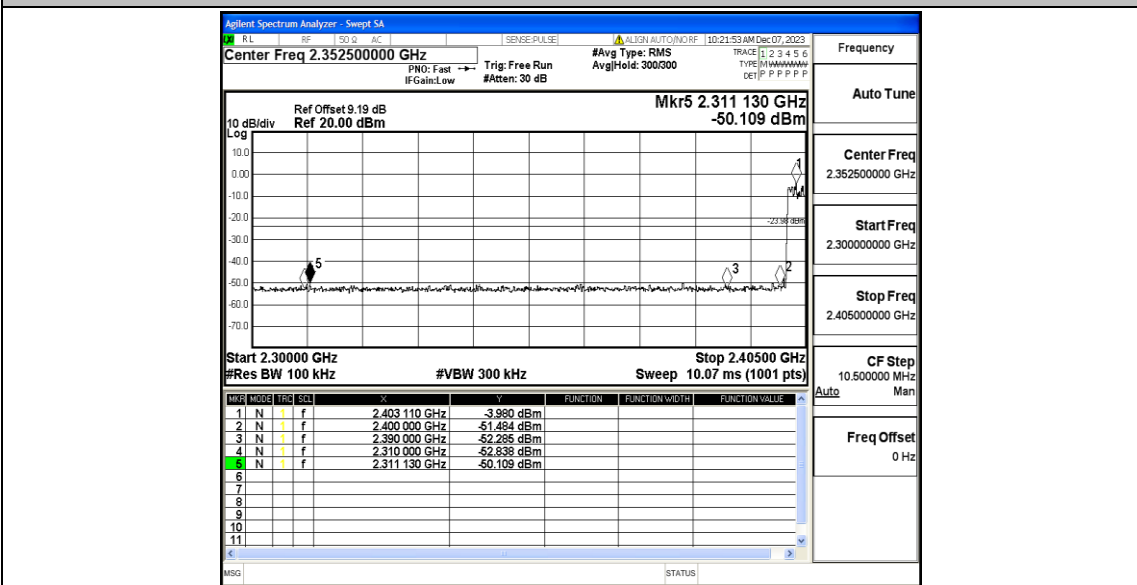 Agilent Spectrum Analyzer - Swept SA
RL RF 50 Ω AC SENSE:PULSE ALIGN AUTO/NO RF 10:21:53 AM Dec 07, 2023
Center Freq 2.352500000 GHz
PNO: Fast
IFGain:Low
Trig: Free Run
#Atten: 30 dB
#Avg Type: RMS
Avg|Hold: 300/300
TRACE 1 2 3 4 5 6
TYPE M WWWWW
DET P P P P P P
Ref Offset 9.19 dB
10 dB/div Ref 20.00 dBm
Log
Mkr5 2.311 130 GHz
-50.109 dBm
10.0
0.00
-10.0
-20.0
-30.0
-40.0
-50.0
-60.0
-70.0
1
-23.98 dBm
5
3
2
Start 2.30000 GHz Stop 2.40500 GHz
#Res BW 100 kHz #VBW 300 kHz Sweep 10.07 ms (1001 pts)
MKR MODE TRC SCL X Y FUNCTION FUNCTION WIDTH FUNCTION VALUE
1 N 1 f 2.403 110 GHz -3.980 dBm
2 N 1 f 2.400 000 GHz -51.484 dBm
3 N 1 f 2.390 000 GHz -52.285 dBm
4 N 1 f 2.310 000 GHz -52.838 dBm
5 N 1 f 2.311 130 GHz -50.109 dBm
6
7
8
9
10
11
MSG STATUS
Frequency
Auto Tune
Center Freq
2.352500000 GHz
Start Freq
2.300000000 GHz
Stop Freq
2.405000000 GHz
CF Step
10.500000 MHz
Auto Man
Freq Offset
0 Hz